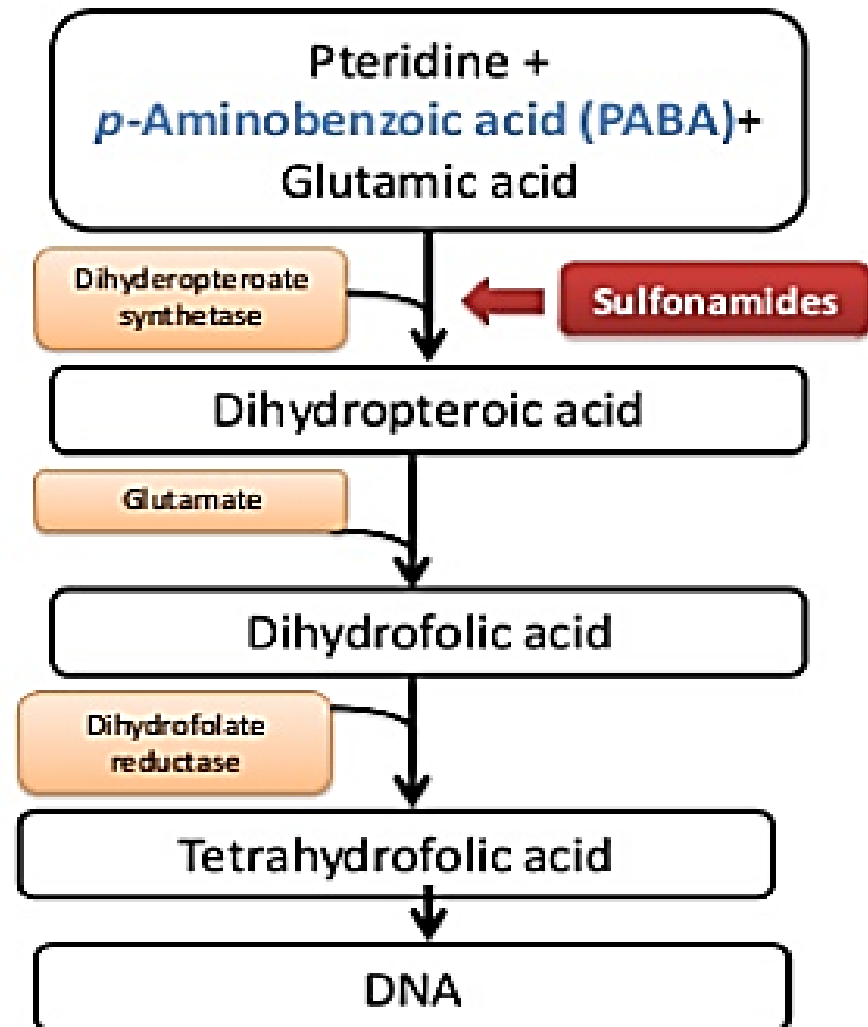 Pteridine +
p-Aminobenzoic acid (PABA)+
Glutamic acid
Dihyderopteroate
synthetase
Sulfonamides
Dihydropteroic acid
Glutamate
Dihydrofolic acid
Dihydrofolate
reductase
Tetrahydrofolic acid
DNA